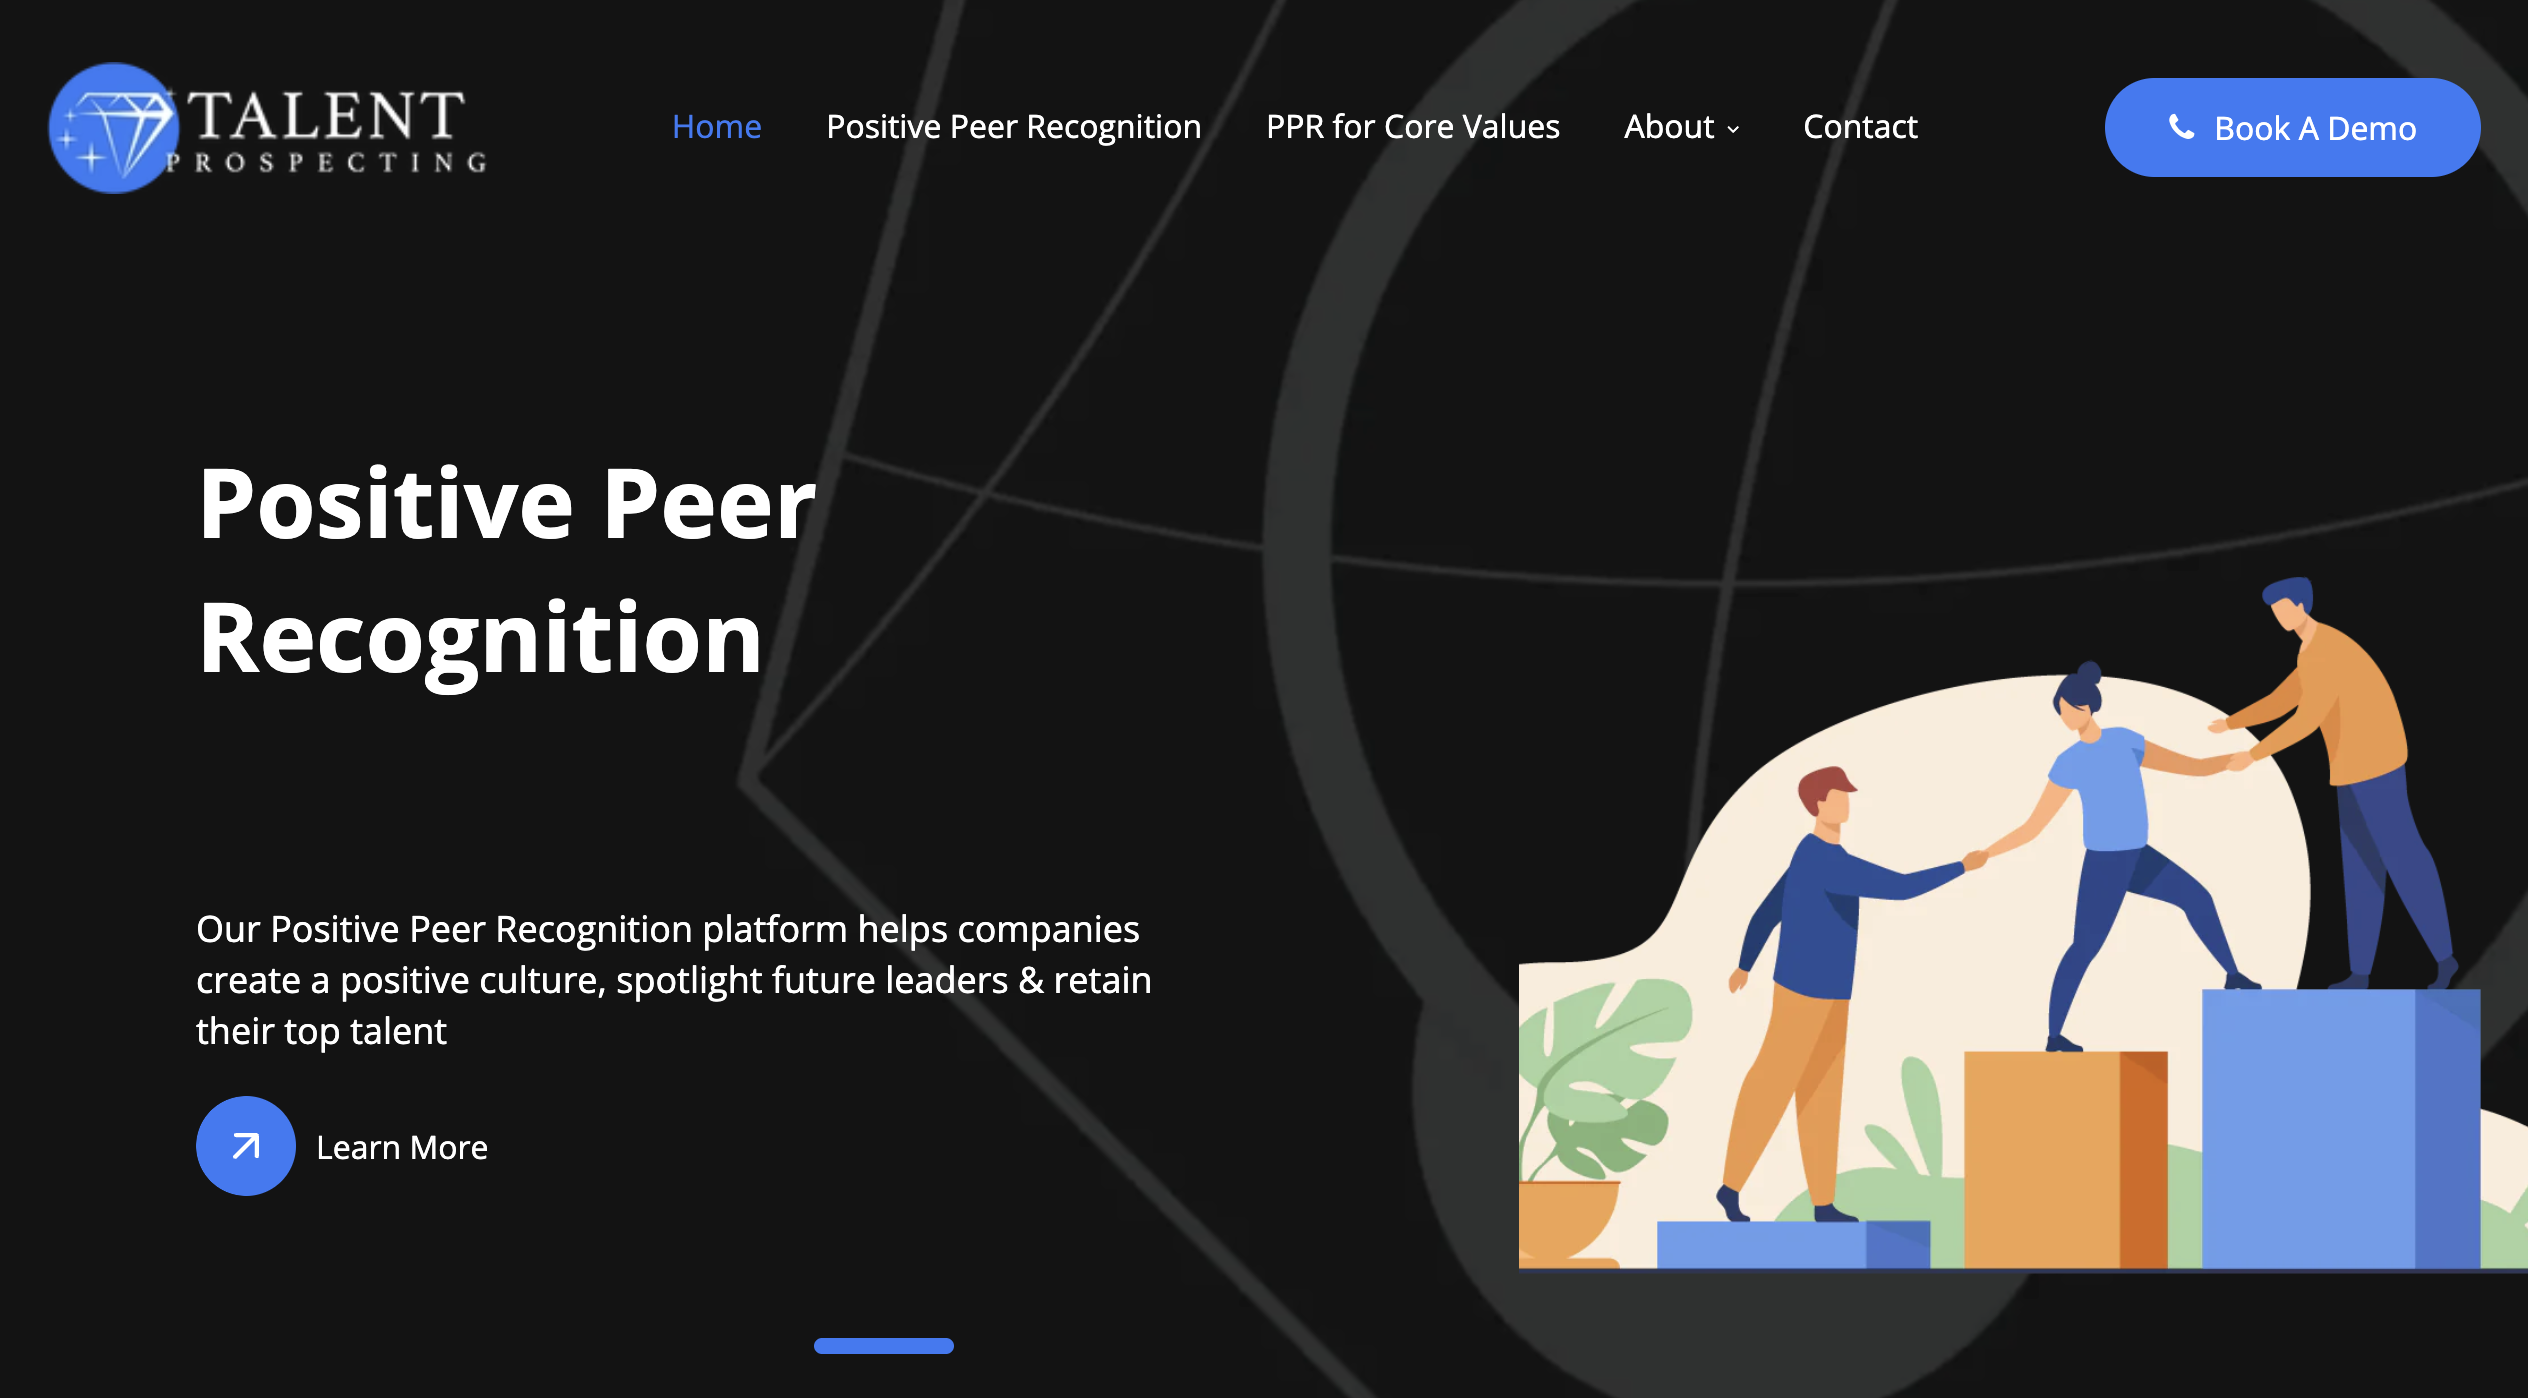 TALENT
PROSPECTING
Home
Positive Peer Recognition
PPR for Core Values
About
Contact
Book A Demo
Positive Peer
Recognition
Our Positive Peer Recognition platform helps companies
create a positive culture, spotlight future leaders & retain
their top talent
Learn More